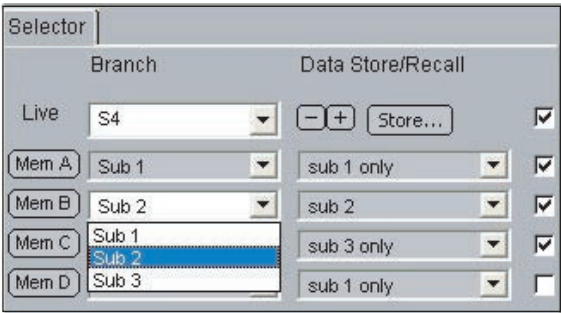 Selector
Branch Data Store/Recall
Live S4 − + Store...
Mem A Sub 1 sub 1 only
Mem B Sub 2 sub 2
Sub 1
Mem C Sub 2 sub 3 only
Mem D Sub 3 sub 1 only